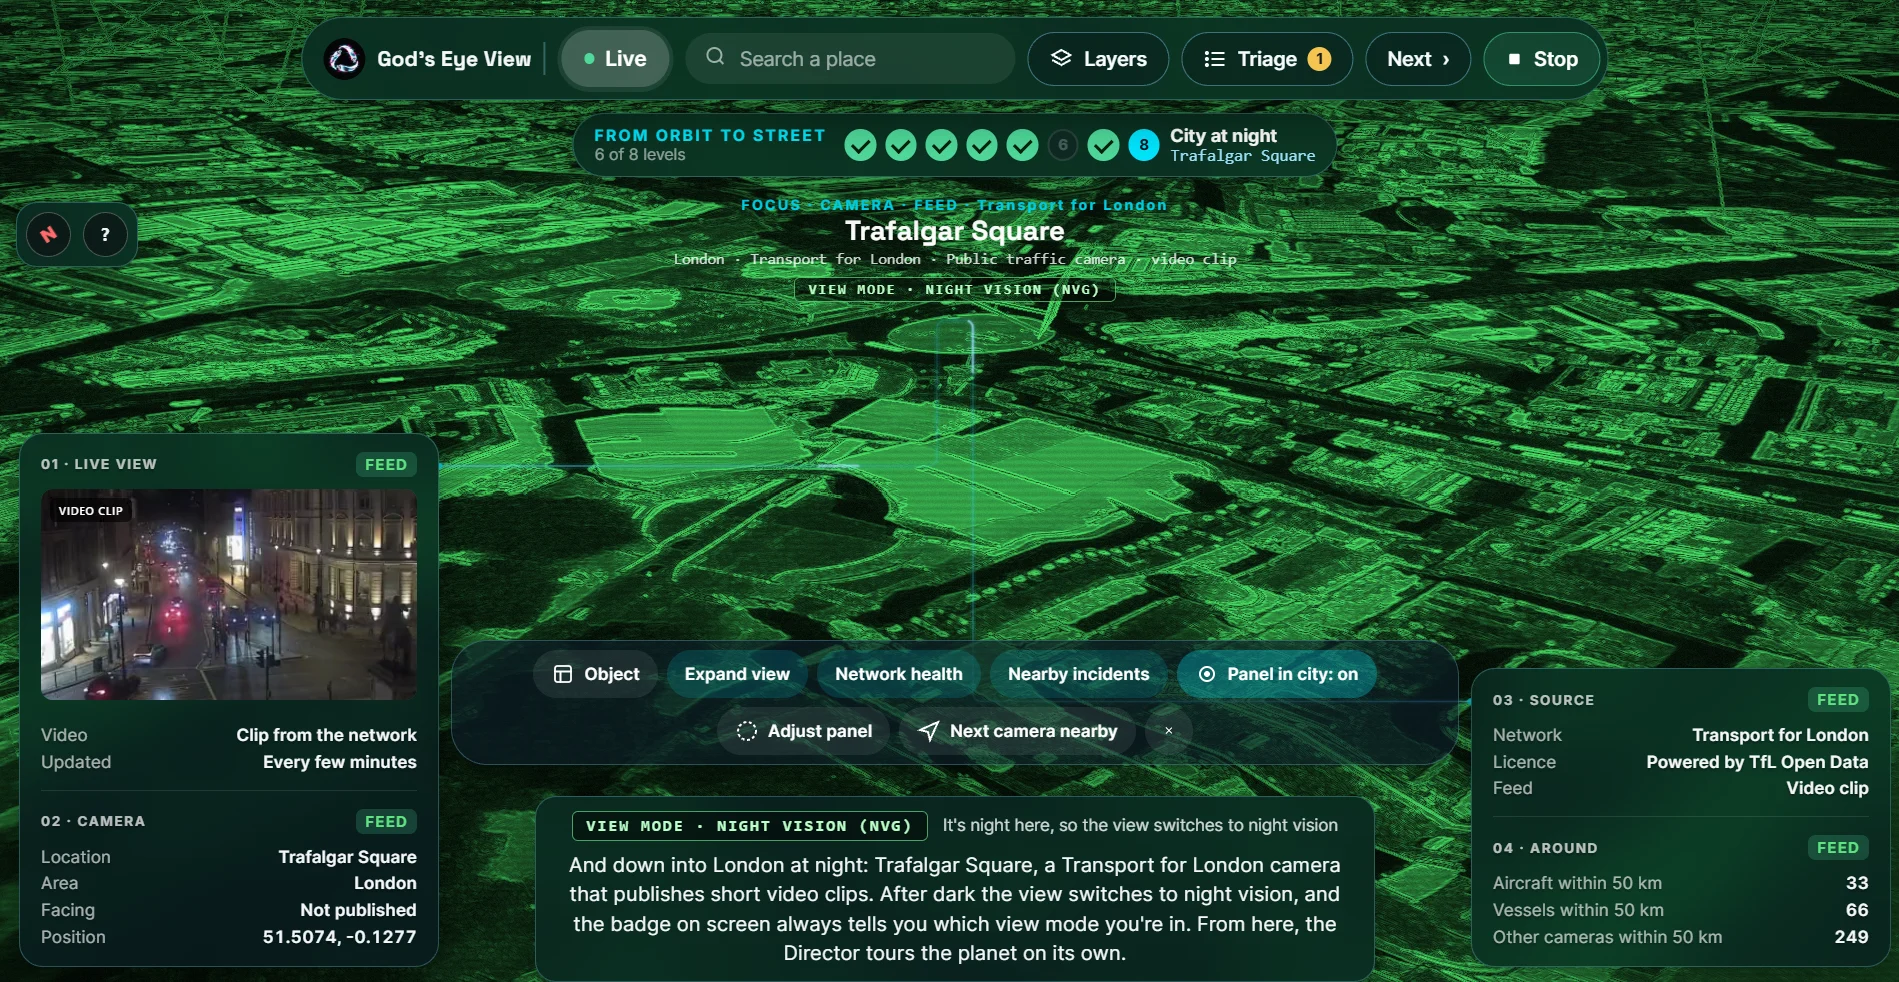 God's Eye View
Live
Search a place
Layers
Triage 1
Next ›
Stop
FROM ORBIT TO STREET
6 of 8 levels
6
8
City at night
Trafalgar Square
N
?
FOCUS · CAMERA · FEED · Transport for London
Trafalgar Square
London · Transport for London · Public traffic camera · video clip
VIEW MODE · NIGHT VISION (NVG)
01 · LIVE VIEW
FEED
VIDEO CLIP
Video Clip from the network
Updated Every few minutes
02 · CAMERA
FEED
Location Trafalgar Square
Area London
Facing Not published
Position 51.5074, -0.1277
Object
Expand view
Network health
Nearby incidents
Panel in city: on
Adjust panel
Next camera nearby
×
VIEW MODE · NIGHT VISION (NVG) It's night here, so the view switches to night vision
And down into London at night: Trafalgar Square, a Transport for London camera
that publishes short video clips. After dark the view switches to night vision, and
the badge on screen always tells you which view mode you're in. From here, the
Director tours the planet on its own.
03 · SOURCE
FEED
Network Transport for London
Licence Powered by TfL Open Data
Feed Video clip
04 · AROUND
FEED
Aircraft within 50 km 33
Vessels within 50 km 66
Other cameras within 50 km 249